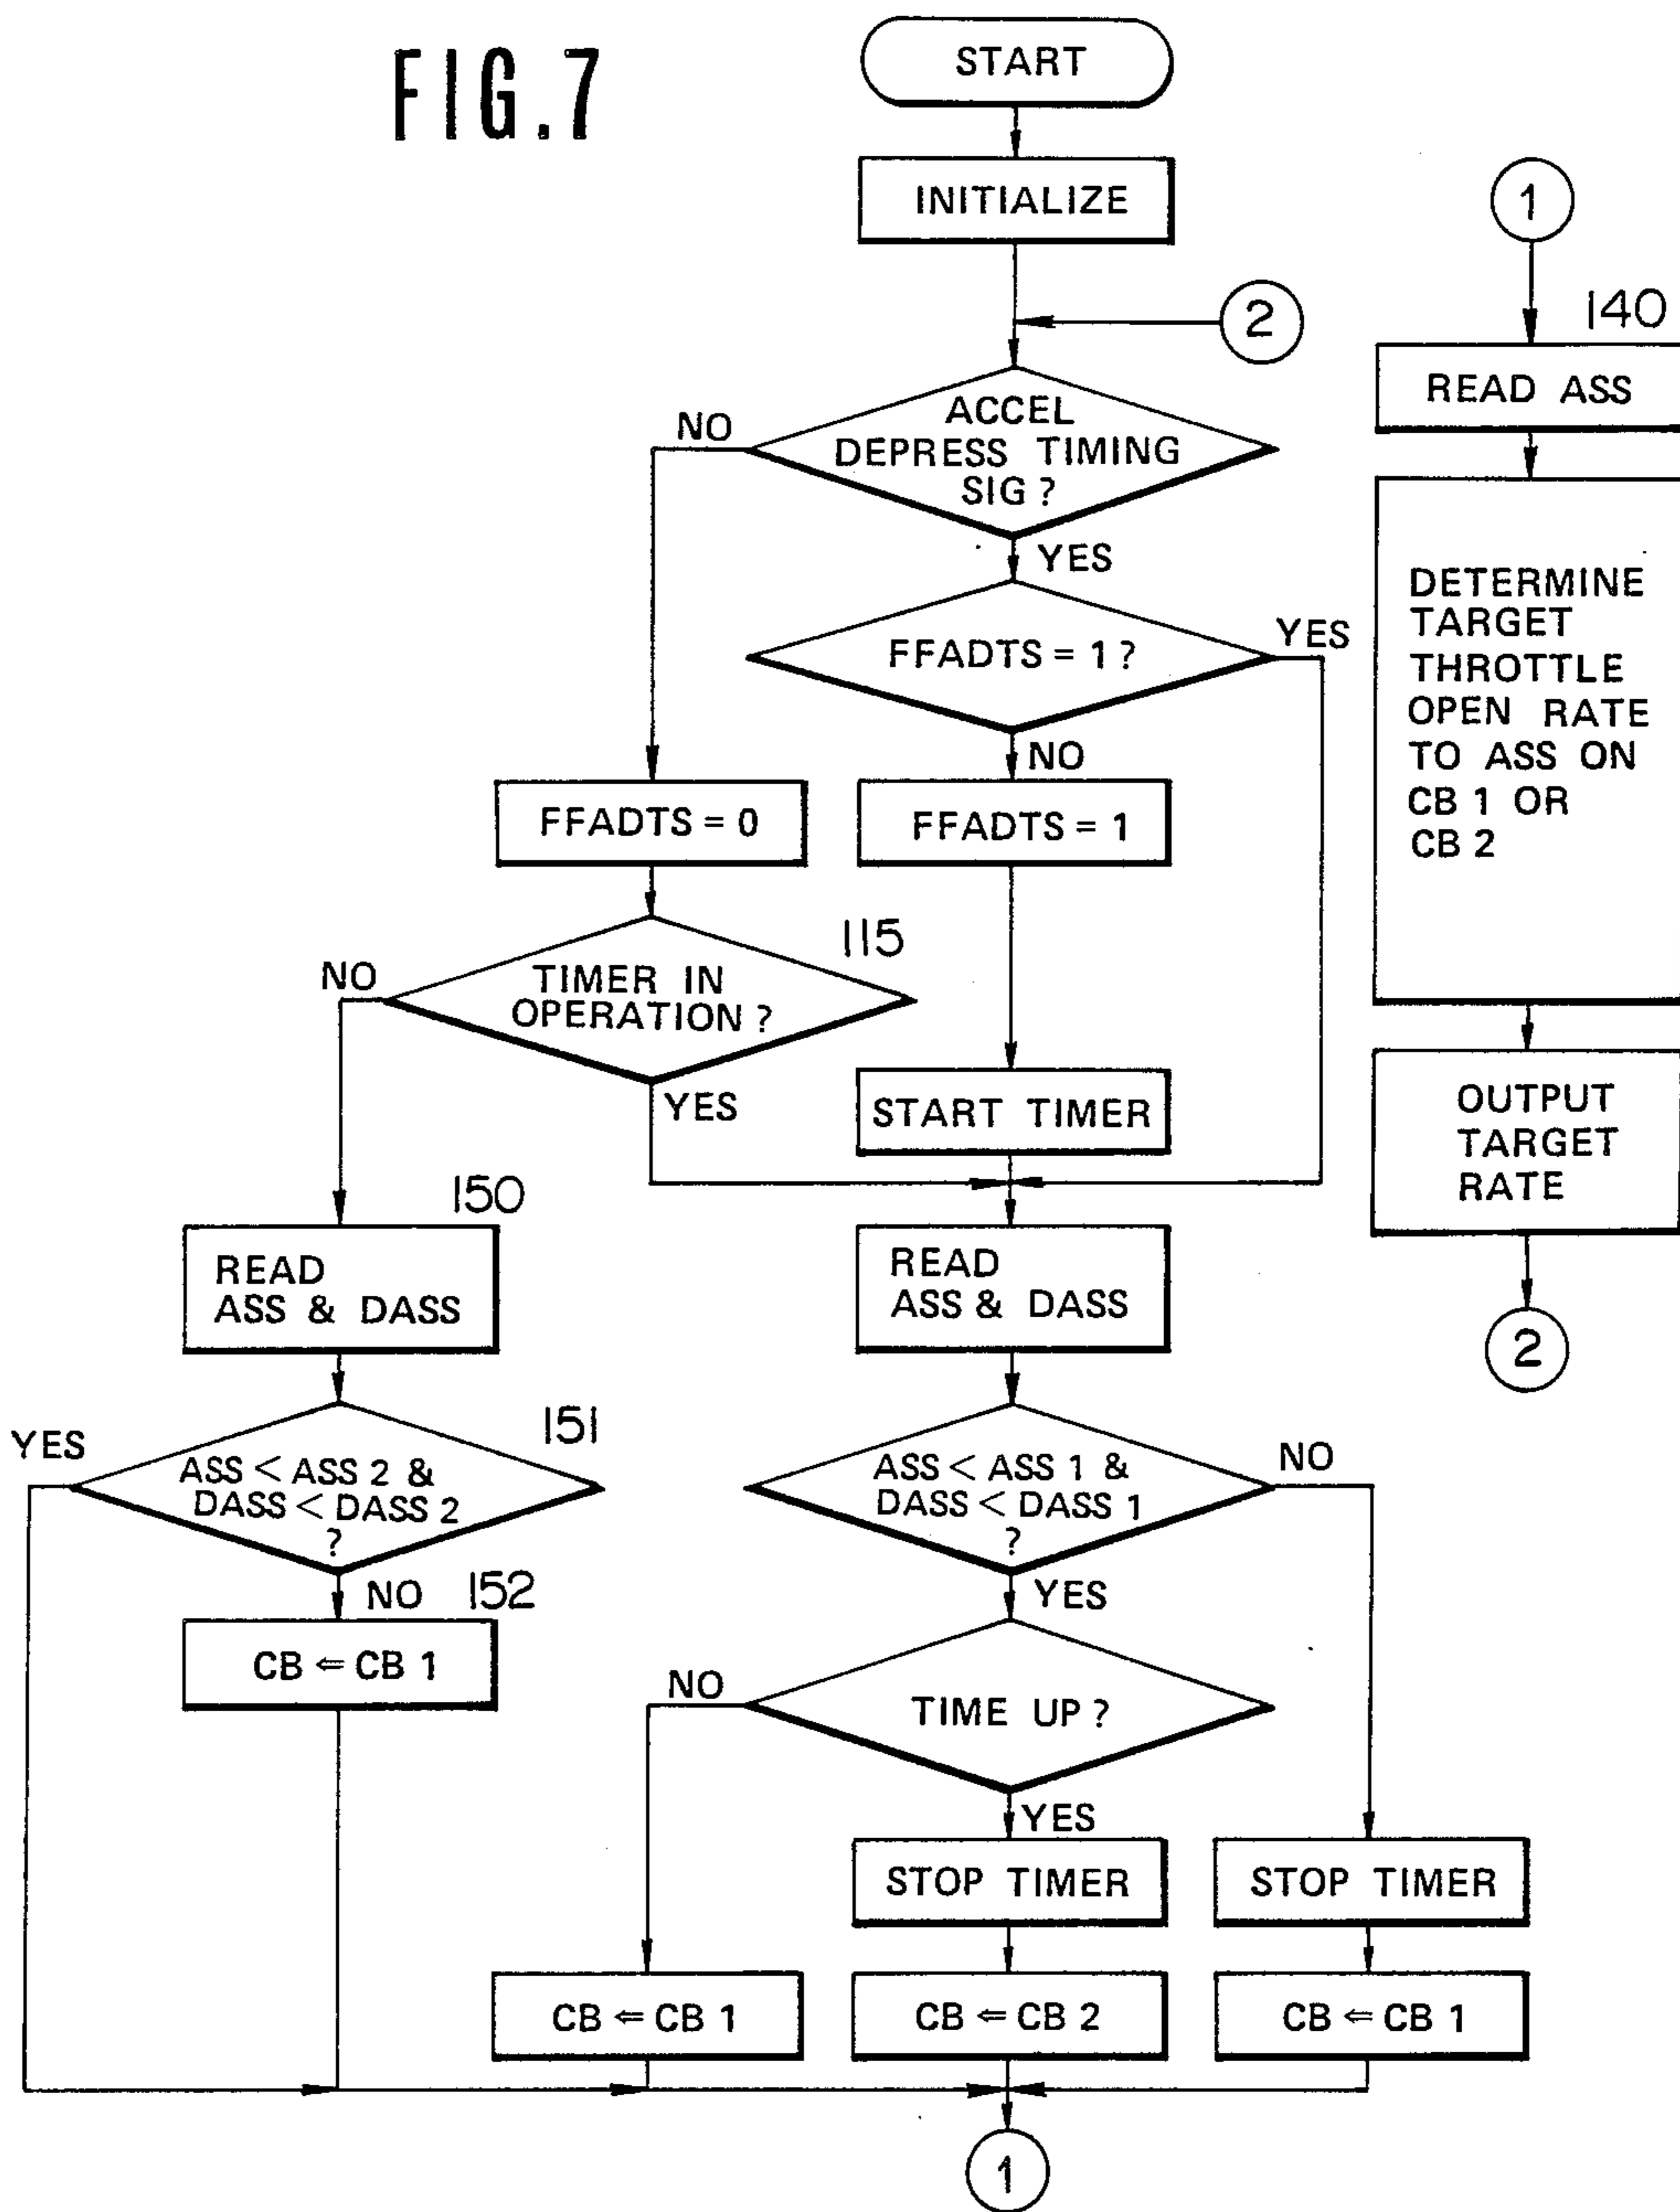 FIG.7
START
INITIALIZE
2
ACCEL
DEPRESS TIMING
SIG ?
NO
YES
FFADTS = 1 ?
YES
NO
FFADTS = 0
FFADTS = 1
115
TIMER IN
OPERATION ?
NO
YES
START TIMER
150
READ
ASS & DASS
READ
ASS & DASS
151
YES
ASS < ASS 2 &
DASS < DASS 2
?
NO
152
CB ⇐ CB 1
ASS < ASS 1 &
DASS < DASS 1
?
NO
YES
TIME UP ?
NO
YES
STOP TIMER
STOP TIMER
CB ⇐ CB 1
CB ⇐ CB 2
CB ⇐ CB 1
1
1
140
READ ASS
DETERMINE
TARGET
THROTTLE
OPEN RATE
TO ASS ON
CB 1 OR
CB 2
OUTPUT
TARGET
RATE
2